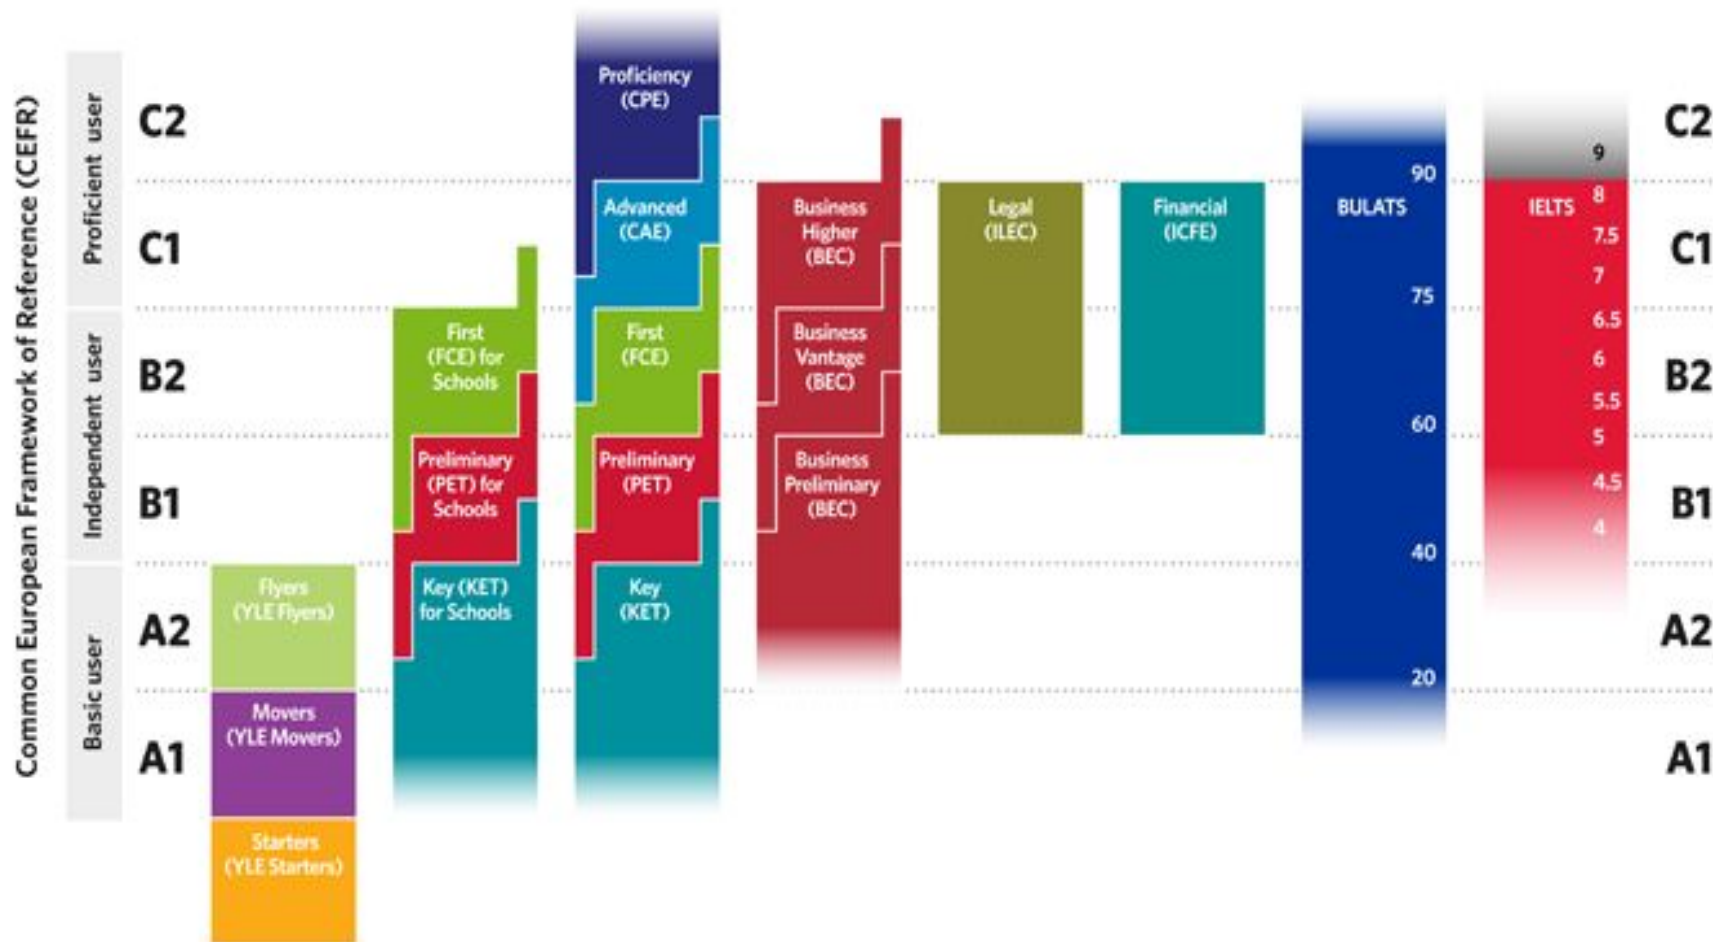 Common European Framework of Reference (CEFR)
Proficient user
Independent user
Basic user
C2
C1
B2
B1
A2
A1
Flyers
(YLE Flyers)
Movers
(YLE Movers)
Starters
(YLE Starters)
First
(FCE) for
Schools
Preliminary
(PET) for
Schools
Key (KET)
for Schools
Proficiency
(CPE)
Advanced
(CAE)
First
(FCE)
Preliminary
(PET)
Key
(KET)
Business
Higher
(BEC)
Business
Vantage
(BEC)
Business
Preliminary
(BEC)
Legal
(ILEC)
Financial
(ICFE)
BULATS
90
75
60
40
20
IELTS
9
8
7.5
7
6.5
6
5.5
5
4.5
4
C2
C1
B2
B1
A2
A1